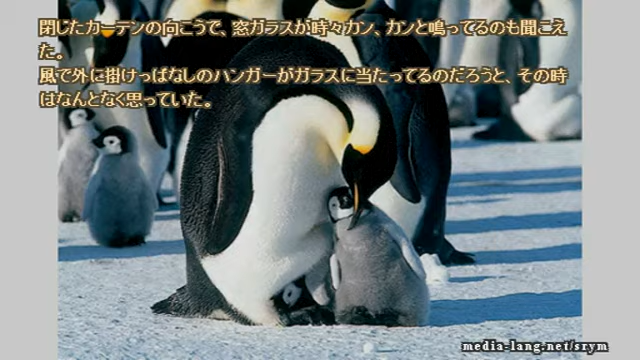 閉じたカーテンの向こうで、窓ガラスが時々カン、カンと鳴ってるのも聞こえ
た。
風で外に掛けっぱなしのハンガーがガラスに当たってるのだろうと、その時
はなんとなく思っていた。
media-lang.net/srym